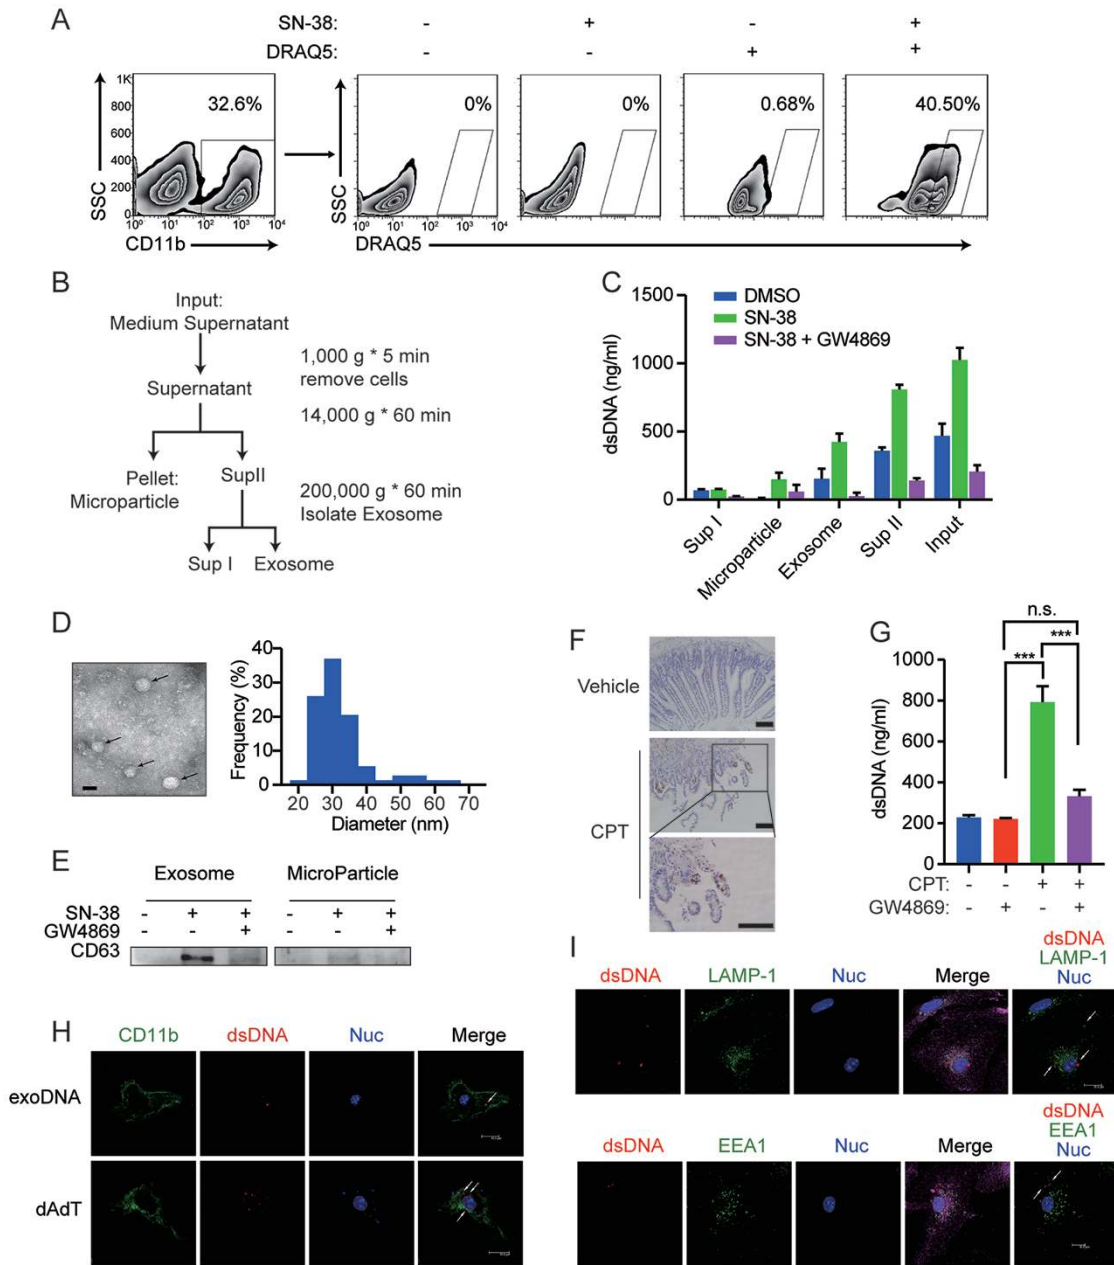 A
SN-38: - + - +
DRAQ5: - - + +
1K
800
600
400
200
0
SSC
32.6%
10⁰ 10¹ 10² 10³ 10⁴
CD11b
SSC
0%
0%
0.68%
40.50%
10⁰ 10¹ 10² 10³ 10⁴
DRAQ5
B
Input:
Medium Supernatant
1,000 g * 5 min
remove cells
Supernatant
14,000 g * 60 min
Pellet:
Microparticle
SupII
200,000 g * 60 min
Isolate Exosome
Sup I Exosome
C
dsDNA (ng/ml)
1500
1000
500
0
DMSO
SN-38
SN-38 + GW4869
Sup I
Microparticle
Exosome
Sup II
Input
D
Frequency (%)
40
30
20
10
0
20 30 40 50 60 70
Diameter (nm)
E
Exosome MicroParticle
SN-38 - + + - + +
GW4869 - - + - - +
CD63
F
Vehicle
CPT
G
n.s.
***
***
dsDNA (ng/ml)
1000
800
600
400
200
0
CPT: - - + +
GW4869: - + - +
H
CD11b dsDNA Nuc Merge
exoDNA
dAdT
I
dsDNA LAMP-1 Nuc Merge
dsDNA
LAMP-1
Nuc
dsDNA EEA1 Nuc Merge
dsDNA
EEA1
Nuc